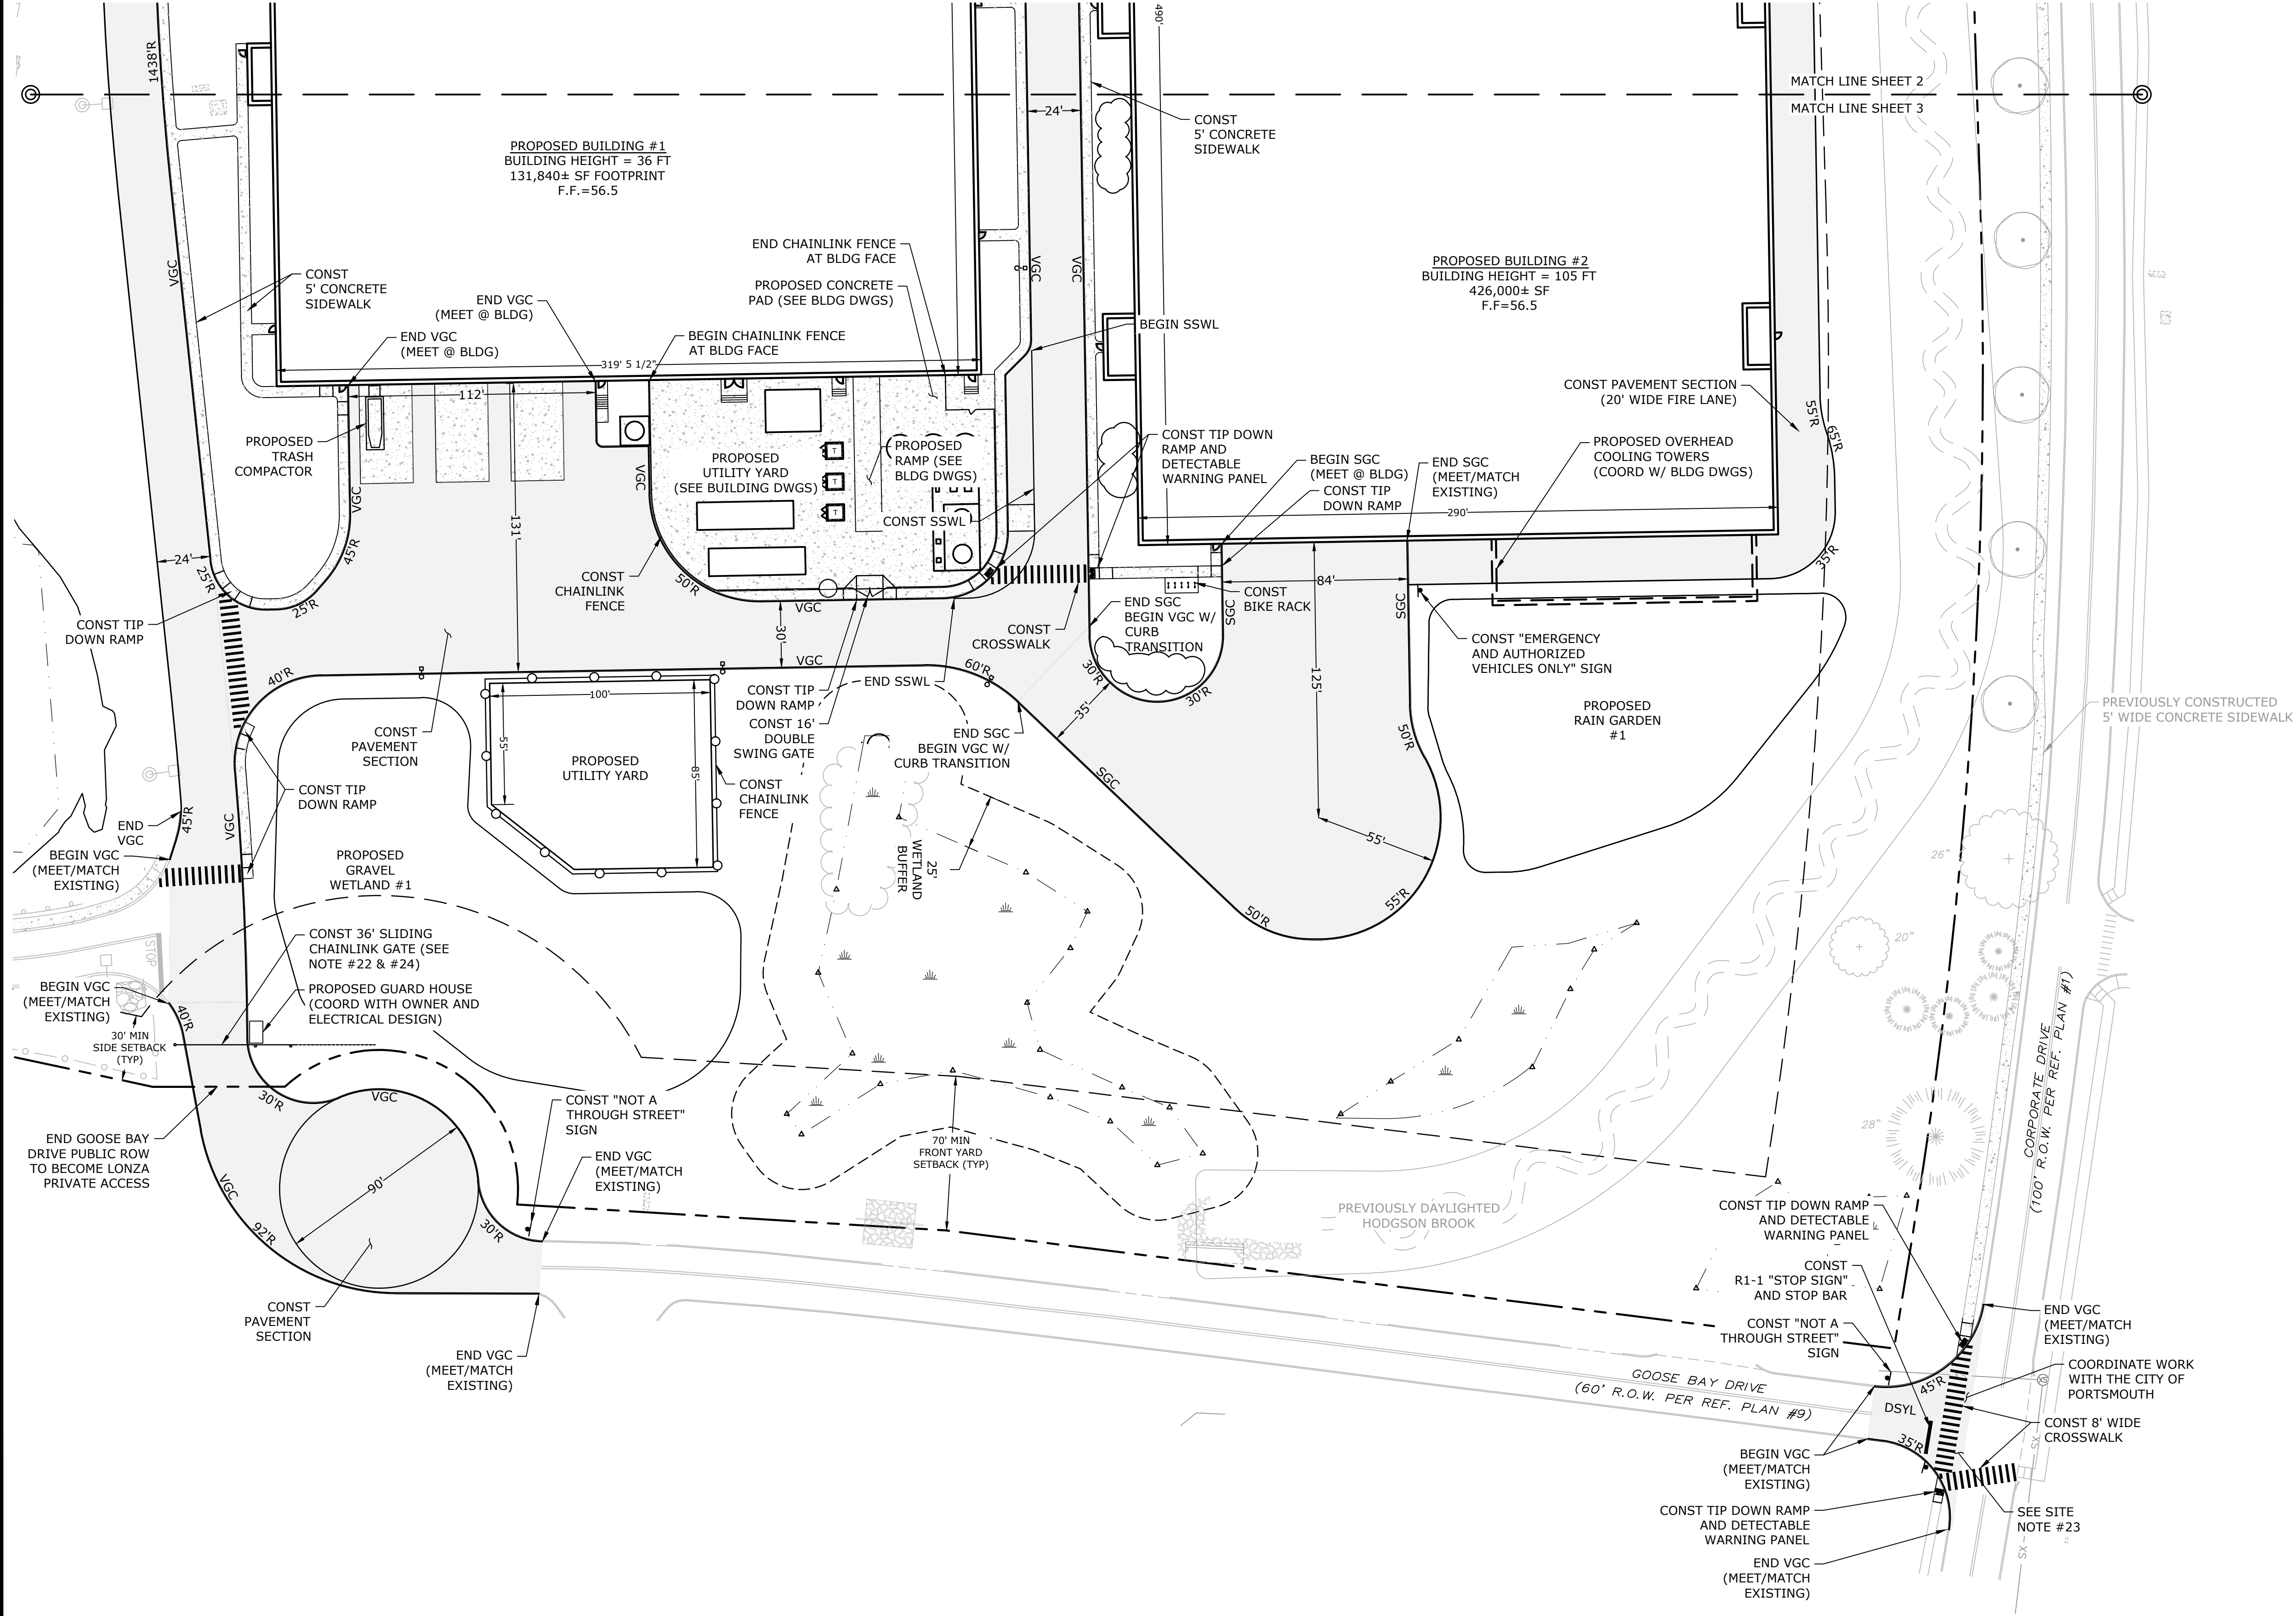 1438'R
490'
MATCH LINE SHEET 2
MATCH LINE SHEET 3
24'
CONST
5' CONCRETE
SIDEWALK
PROPOSED BUILDING #1
BUILDING HEIGHT = 36 FT
131,840± SF FOOTPRINT
F.F.=56.5
PROPOSED BUILDING #2
BUILDING HEIGHT = 105 FT
426,000± SF
F.F=56.5
VGC
CONST
5' CONCRETE
SIDEWALK
END CHAINLINK FENCE
AT BLDG FACE
PROPOSED CONCRETE
PAD (SEE BLDG DWGS)
VGC
VGC
END VGC
(MEET @ BLDG)
END VGC
(MEET @ BLDG)
BEGIN CHAINLINK FENCE
AT BLDG FACE
BEGIN SSWL
319' 5 1/2"
112'
CONST PAVEMENT SECTION
(20' WIDE FIRE LANE)
55'R
65'R
35'R
PROPOSED
TRASH
COMPACTOR
VGC
45'R
131'
VGC
PROPOSED
UTILITY YARD
(SEE BUILDING DWGS)
T
T
T
PROPOSED
RAMP (SEE
BLDG DWGS)
CONST SSWL
CONST TIP DOWN
RAMP AND
DETECTABLE
WARNING PANEL
BEGIN SGC
(MEET @ BLDG)
CONST TIP
DOWN RAMP
END SGC
(MEET/MATCH
EXISTING)
PROPOSED OVERHEAD
COOLING TOWERS
(COORD W/ BLDG DWGS)
290'
24'
25'R
25'R
CONST TIP
DOWN RAMP
CONST
CHAINLINK
FENCE
50'R
VGC
30'
CONST
CROSSWALK
84'
CONST
BIKE RACK
END SGC
BEGIN VGC W/
CURB
TRANSITION
SGC
SGC
CONST "EMERGENCY
AND AUTHORIZED
VEHICLES ONLY" SIGN
40'R
VGC
60'R
30'R
30'R
35'
125'
50'R
PROPOSED
RAIN GARDEN
#1
PREVIOUSLY CONSTRUCTED
5' WIDE CONCRETE SIDEWALK
100'
55'
85'
CONST TIP
DOWN RAMP
END SSWL
CONST 16'
DOUBLE
SWING GATE
END SGC
BEGIN VGC W/
CURB TRANSITION
CONST
PAVEMENT
SECTION
PROPOSED
UTILITY YARD
CONST
CHAINLINK
FENCE
SGC
CONST TIP
DOWN RAMP
VGC
45'R
END
VGC
BEGIN VGC
(MEET/MATCH
EXISTING)
PROPOSED
GRAVEL
WETLAND #1
25'
WETLAND
BUFFER
55'
55'R
50'R
26"
20"
28"
STOP
CONST 36' SLIDING
CHAINLINK GATE (SEE
NOTE #22 & #24)
PROPOSED GUARD HOUSE
(COORD WITH OWNER AND
ELECTRICAL DESIGN)
BEGIN VGC
(MEET/MATCH
EXISTING)
40'R
30' MIN
SIDE SETBACK
(TYP)
30'R
VGC
CONST "NOT A
THROUGH STREET"
SIGN
END VGC
(MEET/MATCH
EXISTING)
END GOOSE BAY
DRIVE PUBLIC ROW
TO BECOME LONZA
PRIVATE ACCESS
VGC
92'R
90'
30'R
CONST
PAVEMENT
SECTION
END VGC
(MEET/MATCH
EXISTING)
70' MIN
FRONT YARD
SETBACK (TYP)
PREVIOUSLY DAYLIGHTED
HODGSON BROOK
CORPORATE DRIVE
(100' R.O.W. PER REF. PLAN #1)
CONST TIP DOWN RAMP
AND DETECTABLE
WARNING PANEL
CONST
R1-1 "STOP SIGN"
AND STOP BAR
CONST "NOT A
THROUGH STREET"
SIGN
GOOSE BAY DRIVE
(60' R.O.W. PER REF. PLAN #9)
END VGC
(MEET/MATCH
EXISTING)
COORDINATE WORK
WITH THE CITY OF
PORTSMOUTH
CONST 8' WIDE
CROSSWALK
45'R
DSYL
35'R
BEGIN VGC
(MEET/MATCH
EXISTING)
CONST TIP DOWN RAMP
AND DETECTABLE
WARNING PANEL
SEE SITE
NOTE #23
END VGC
(MEET/MATCH
EXISTING)
SX
SX